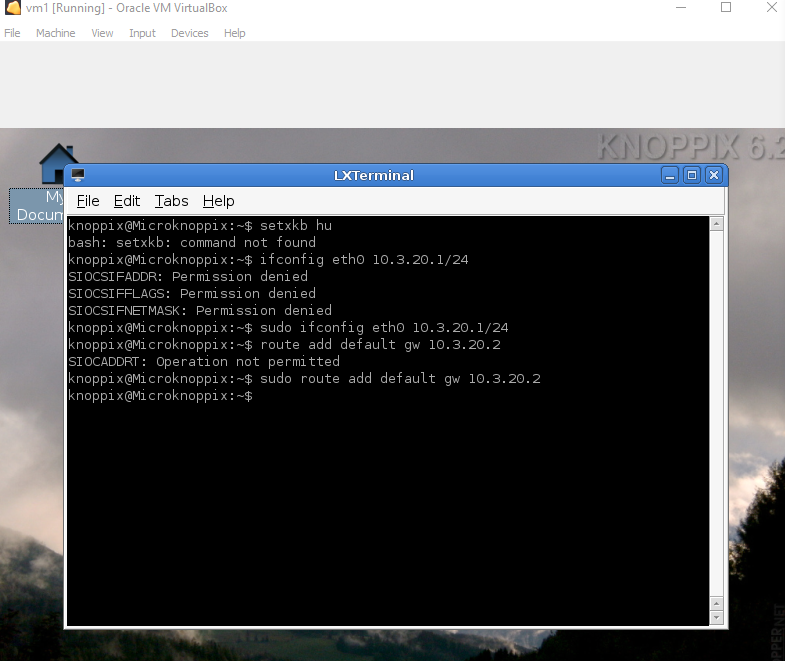 vm1 [Running] - Oracle VM VirtualBox
File Machine View Input Devices Help
KNOPPIX 6.2
My
Docum
LXTerminal
File Edit Tabs Help
knoppix@Microknoppix:~$ setxkb hu
bash: setxkb: command not found
knoppix@Microknoppix:~$ ifconfig eth0 10.3.20.1/24
SIOCSIFADDR: Permission denied
SIOCSIFFLAGS: Permission denied
SIOCSIFNETMASK: Permission denied
knoppix@Microknoppix:~$ sudo ifconfig eth0 10.3.20.1/24
knoppix@Microknoppix:~$ route add default gw 10.3.20.2
SIOCADDRT: Operation not permitted
knoppix@Microknoppix:~$ sudo route add default gw 10.3.20.2
knoppix@Microknoppix:~$
PPER.NET